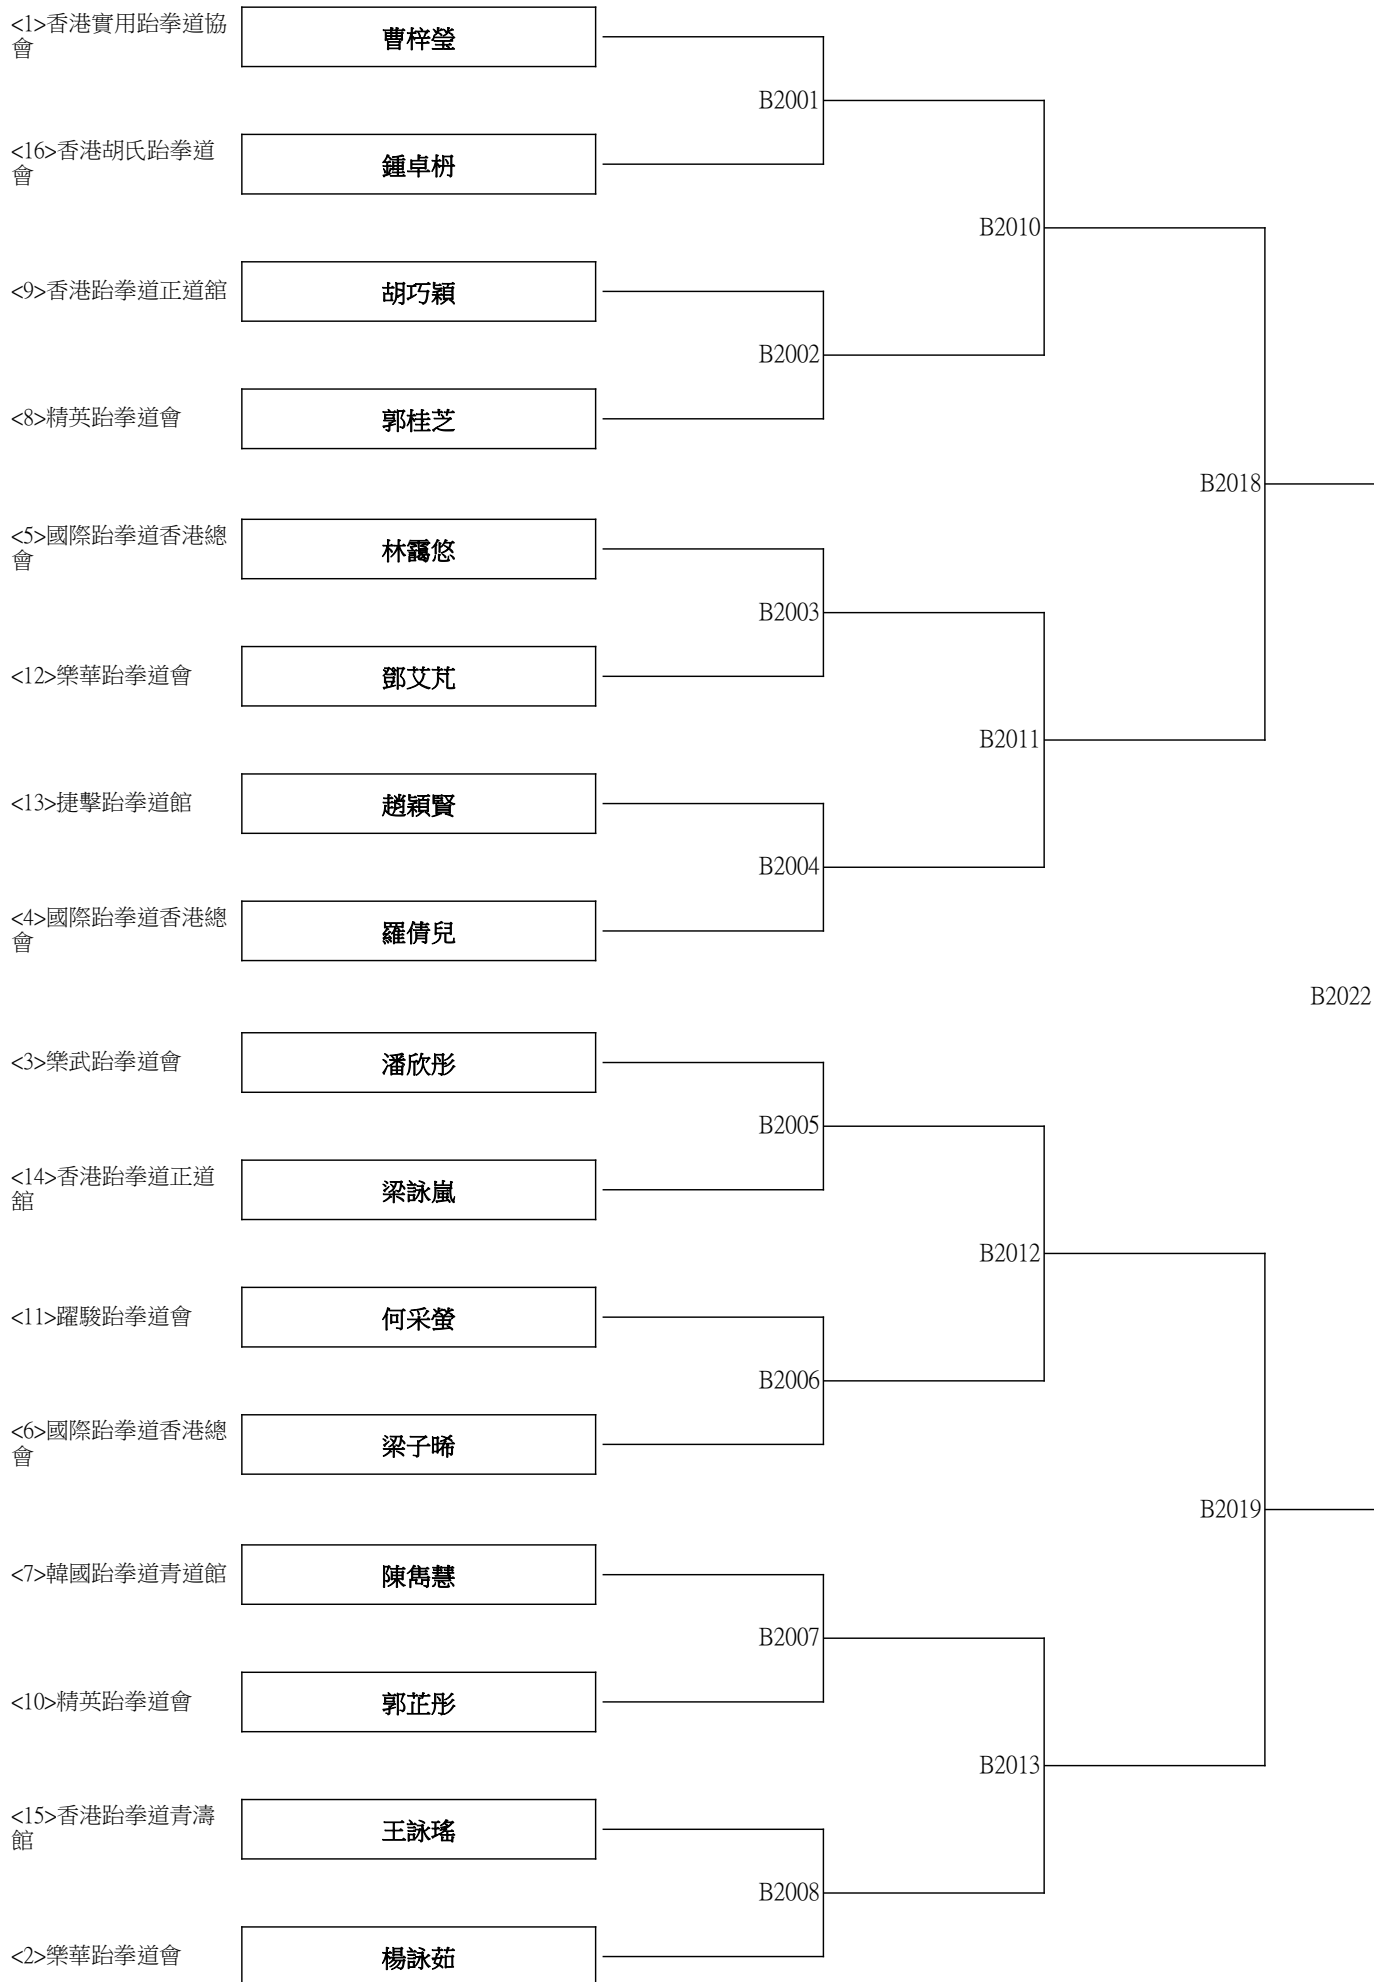 <1>香港實用跆拳道協
會
曹梓瑩
B2001
<16>香港胡氏跆拳道
會
鍾卓枬
B2010
<9>香港跆拳道正道舘
胡巧穎
B2002
<8>精英跆拳道會
郭桂芝
B2018
<5>國際跆拳道香港總
會
林靄悠
B2003
<12>樂華跆拳道會
鄧艾芃
B2011
<13>捷擊跆拳道館
趙穎賢
B2004
<4>國際跆拳道香港總
會
羅倩兒
B2022
<3>樂武跆拳道會
潘欣彤
B2005
<14>香港跆拳道正道
舘
梁詠嵐
B2012
<11>躍駿跆拳道會
何采螢
B2006
<6>國際跆拳道香港總
會
梁子晞
B2019
<7>韓國跆拳道青道館
陳雋慧
B2007
<10>精英跆拳道會
郭芷彤
B2013
<15>香港跆拳道青濤
館
王詠瑤
B2008
<2>樂華跆拳道會
楊詠茹